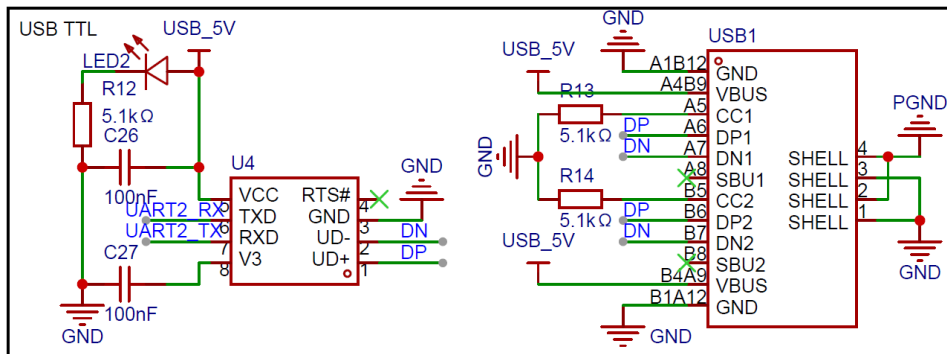 USB TTL
USB_5V
LED2
R12
5.1kΩ
C26
100nF
UART2_RX
UART2_TX
C27
100nF
GND
U4
VCC
TXD
RXD
V3
5
6
7
8
RTS#
GND
UD-
UD+
4
3
2
1
GND
DN
DP
GND
USB_5V
R13
5.1kΩ
DP
DN
GND
R14
5.1kΩ
DP
DN
USB_5V
GND
USB1
A1B12
A4B9
A5
A6
A7
A8
B5
B6
B7
B8
B4A9
B1A12
GND
VBUS
CC1
DP1
DN1
SBU1
CC2
DP2
DN2
SBU2
VBUS
GND
SHELL
SHELL
SHELL
SHELL
4
3
2
1
PGND
GND